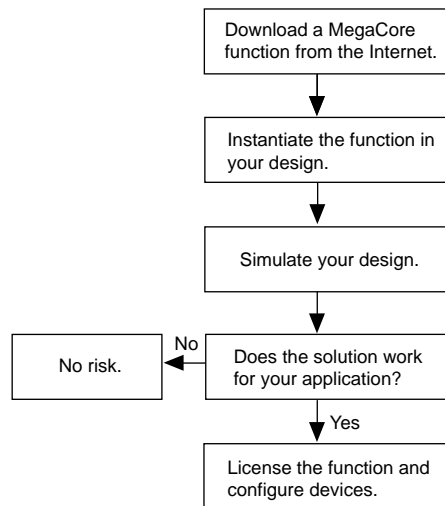 Download a MegaCore
function from the Internet.
Instantiate the function in
your design.
Simulate your design.
No
No risk.
Does the solution work
for your application?
Yes
License the function and
configure devices.